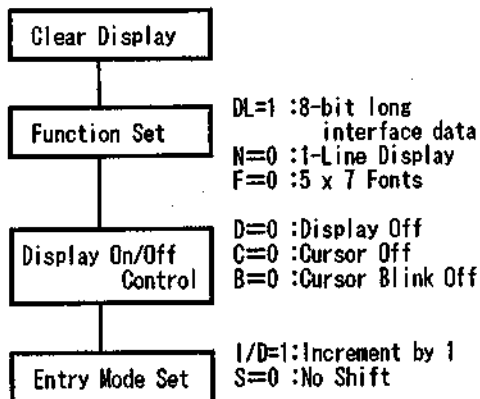 Clear Display
Function Set
DL=1 :8-bit long
interface data
N=0 :1-Line Display
F=0 :5 x 7 Fonts
Display On/Off
Control
D=0 :Display Off
C=0 :Cursor Off
B=0 :Cursor Blink Off
Entry Mode Set
I/D=1:Increment by 1
S=0 :No Shift